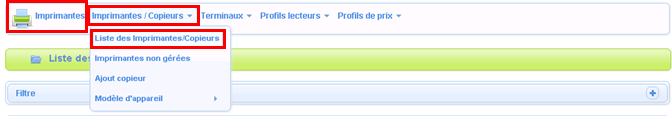 Imprimantes Imprimantes / Copieurs Terminaux Profils lecteurs Profils de prix
Liste des Imprimantes/Copieurs
Liste des
Imprimantes non gérées
Ajout copieur
Filtre
Modèle d'appareil